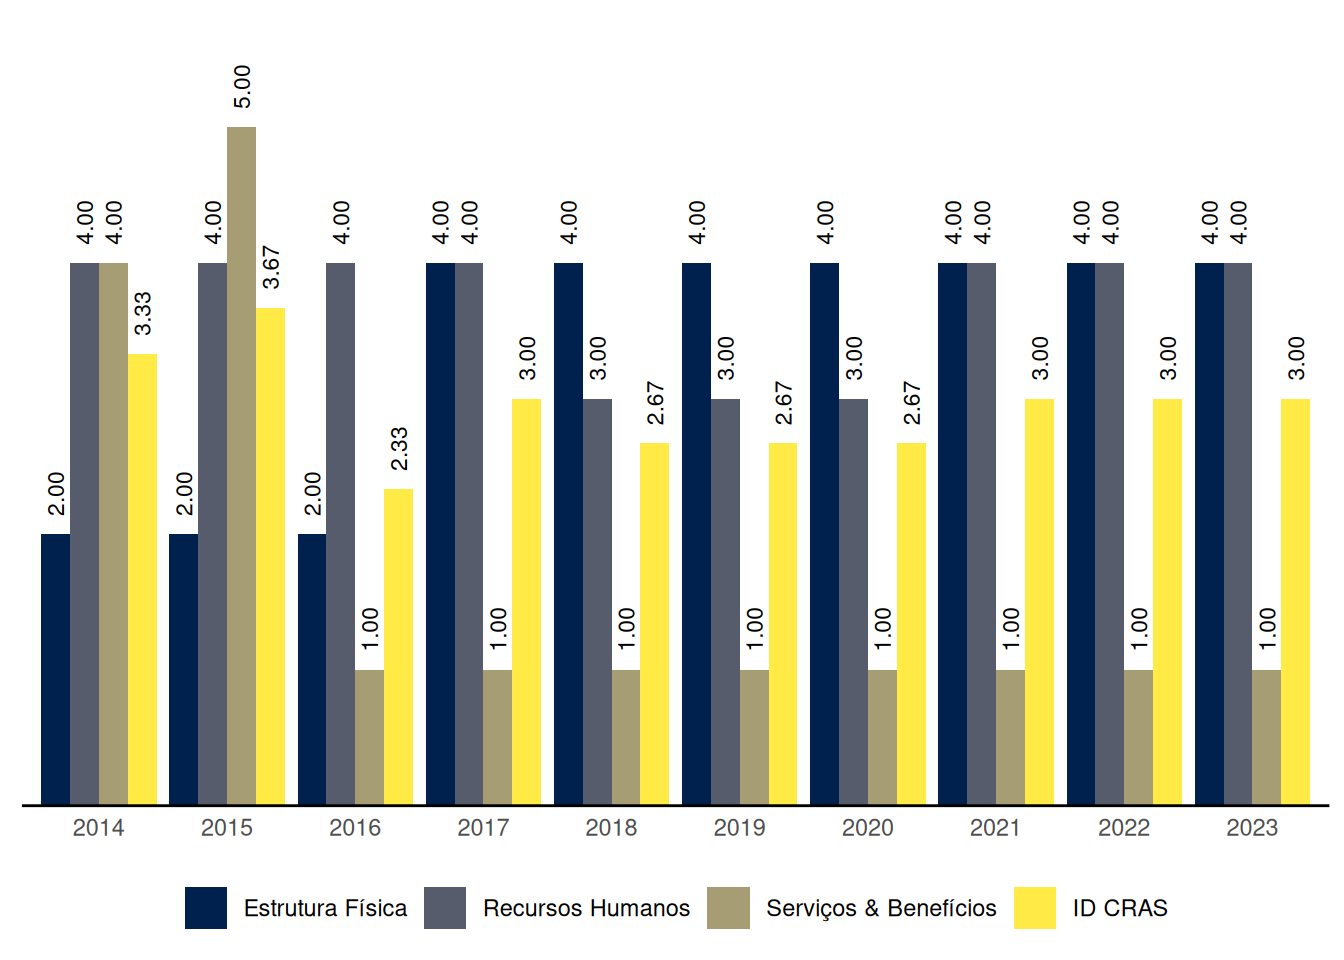 5.00
4.00 4.00 4.00 4.00 4.00 4.00 4.00 4.00 4.00 4.00 4.00 4.00 4.00 4.00 4.00
3.67
3.33
3.00 3.00 3.00 3.00 3.00 3.00 3.00
2.67 2.67 2.67
2.33
2.00 2.00 2.00
1.00 1.00 1.00 1.00 1.00 1.00 1.00 1.00
2014 2015 2016 2017 2018 2019 2020 2021 2022 2023
Estrutura Física Recursos Humanos Serviços & Benefícios ID CRAS